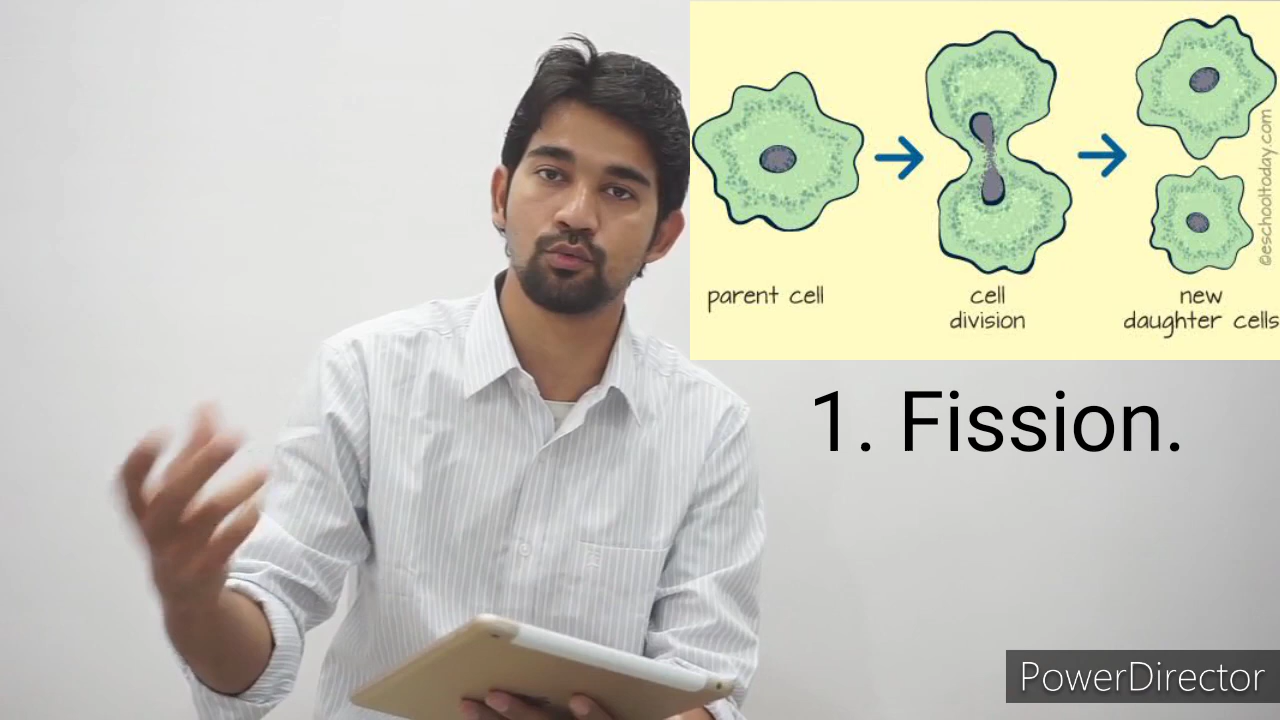 parent cell
cell
division
new
daughter cells
©eschooltoday.com
1. Fission.
PowerDirector